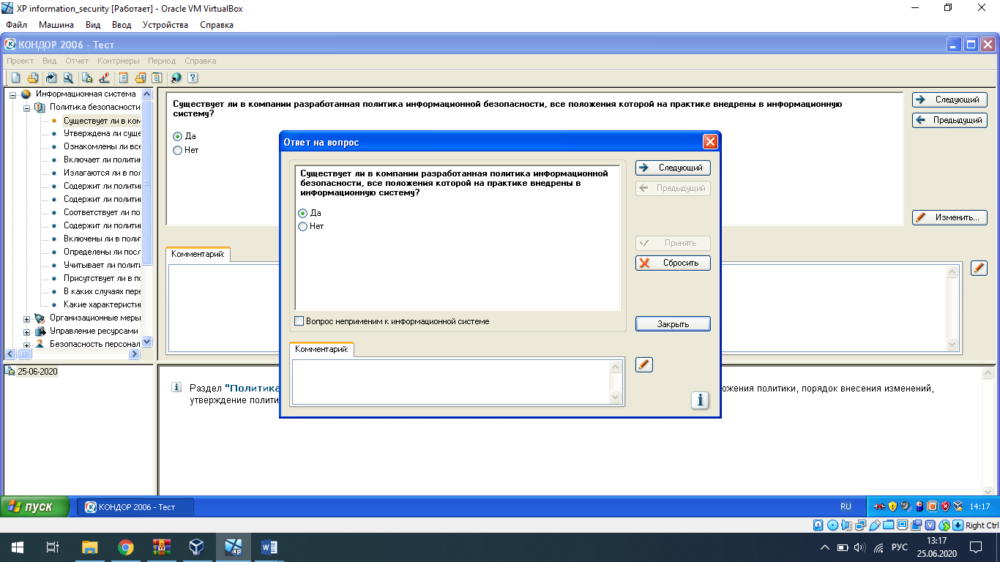 XP information_security [Работает] - Oracle VM VirtualBox
Файл Машина Вид Ввод Устройства Справка
КОНДОР 2006 - Тест
Проект Вид Отчет Контрмеры Период Справка
Информационная система
Политика безопасности
Существует ли в ком
Утверждена ли суще
Ознакомлены ли все
Включает ли полити
Излагаются ли в пол
Содержит ли полити
Содержит ли полити
Соответствует ли по
Содержит ли полити
Включены ли в полит
Определены ли посл
Учитывает ли полити
Присутствует ли в по
В каких случаях пере
Какие характеристи
Организационные меры
Управление ресурсами
Безопасность персонал
Существует ли в компании разработанная политика информационной безопасности, все положения которой на практике внедрены в информационную
систему?
Да
Нет
Следующий
Предыдущий
Изменить...
Комментарий:
Ответ на вопрос
Существует ли в компании разработанная политика информационной
безопасности, все положения которой на практике внедрены в
информационную систему?
Да
Нет
Вопрос неприменим к информационной системе
Следующий
Предыдущий
Принять
Сбросить
Закрыть
Комментарий:
25-06-2020
Раздел "Политика ожения политики, порядок внесения изменений,
утверждение полити
пуск
КОНДОР 2006 - Тест
RU
14:17
Right Ctrl
РУС
13:17
25.06.2020